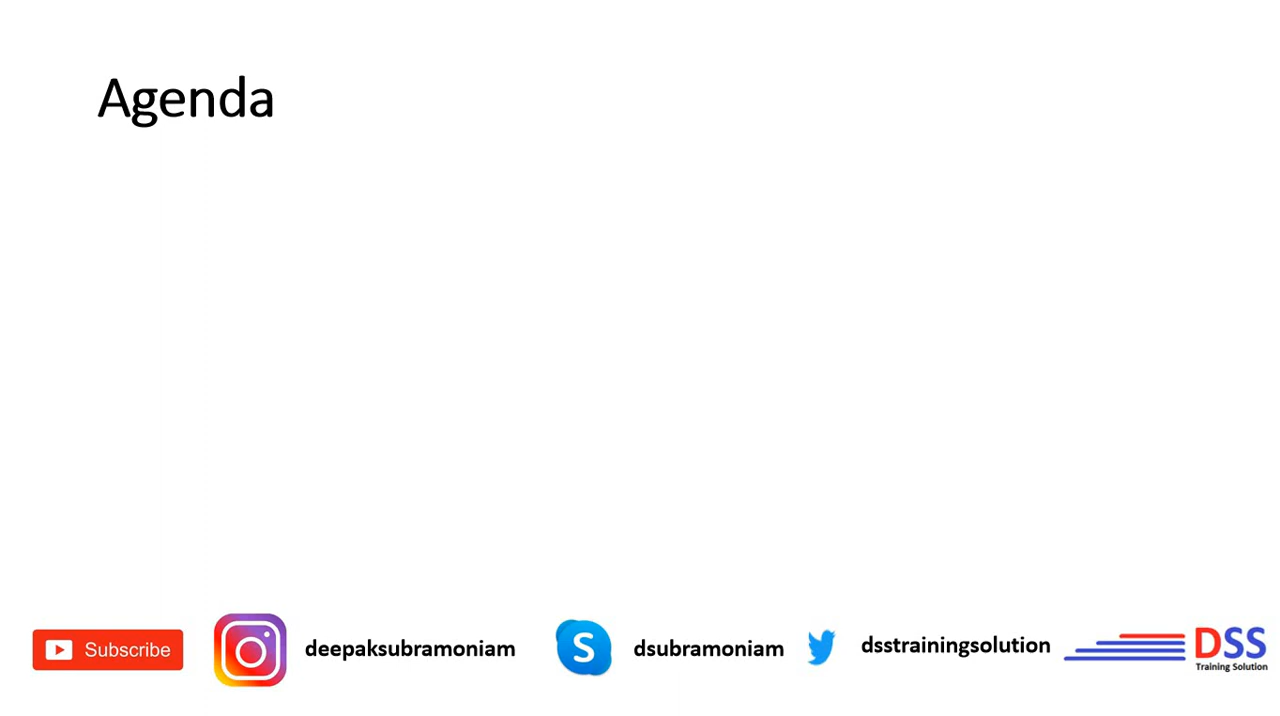 Agenda
Subscribe
deepaksubramoniam
S
dsubramoniam
dsstrainingsolution
DSS
Training Solution